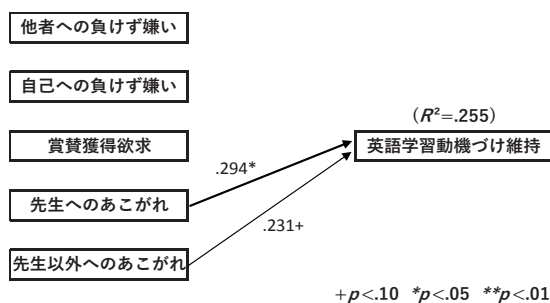 他者への負けず嫌い
自己への負けず嫌い
賞賛獲得欲求
先生へのあこがれ
先生以外へのあこがれ
.294*
.231+
(R²=.255)
英語学習動機づけ維持
+p<.10 *p<.05 **p<.01